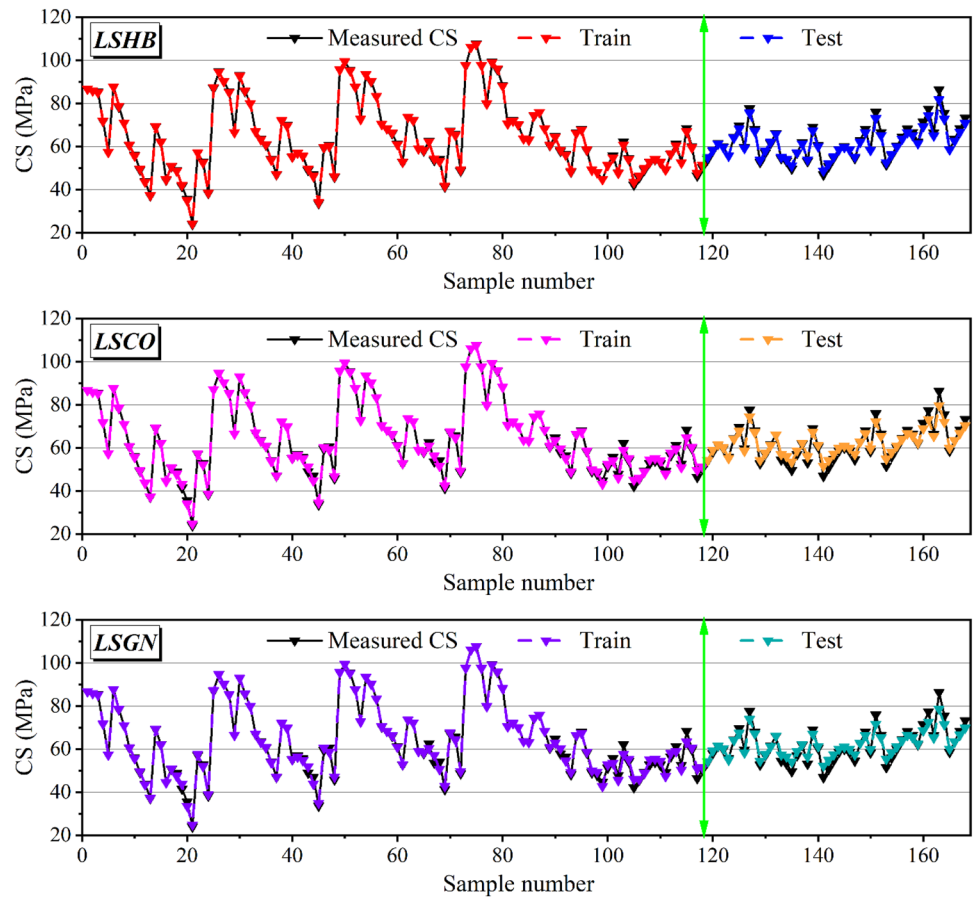 LSHB
Measured CS Train Test
CS (MPa)
120
100
80
60
40
20
0 20 40 60 80 100 120 140 160
Sample number
LSCO
Measured CS Train Test
CS (MPa)
120
100
80
60
40
20
0 20 40 60 80 100 120 140 160
Sample number
LSGN
Measured CS Train Test
CS (MPa)
120
100
80
60
40
20
0 20 40 60 80 100 120 140 160
Sample number